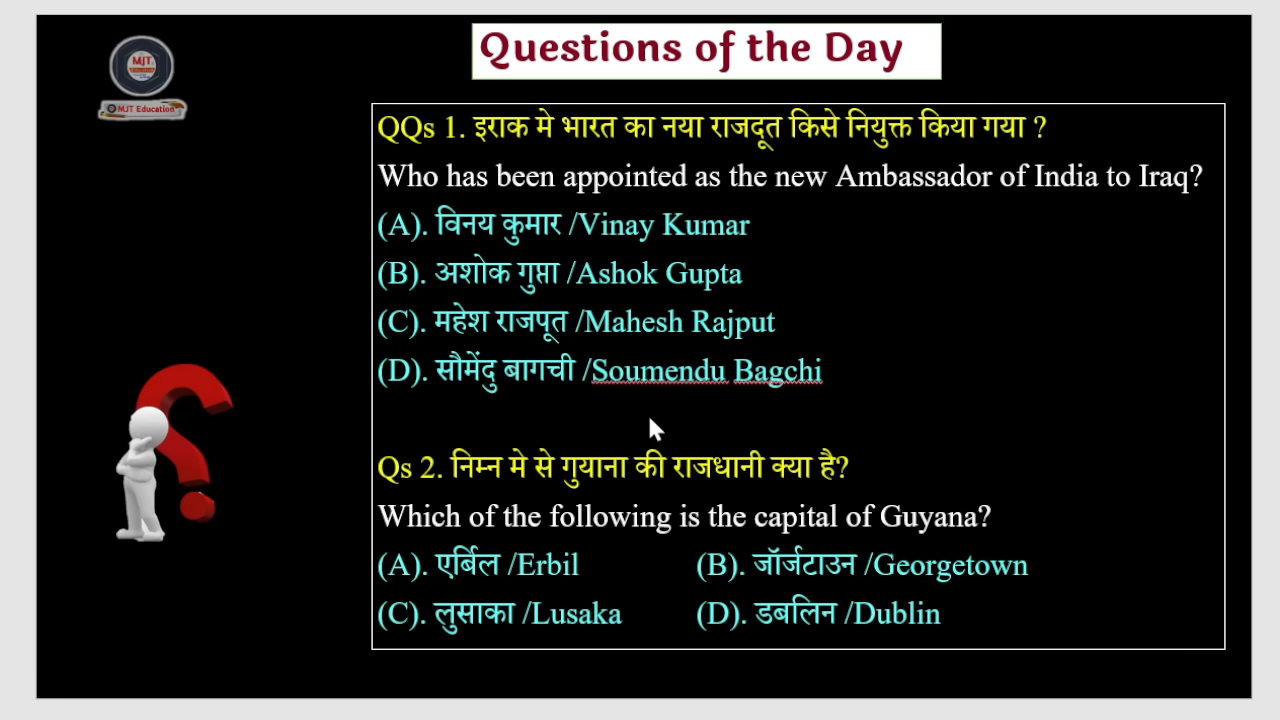 Questions of the Day
MJT
MJT Education
QQs 1. इराक मे भारत का नया राजदूत किसे नियुक्त किया गया ?
Who has been appointed as the new Ambassador of India to Iraq?
(A). विनय कुमार /Vinay Kumar
(B). अशोक गुप्ता /Ashok Gupta
(C). महेश राजपूत /Mahesh Rajput
(D). सौमेंदु बागची /Soumendu Bagchi
Qs 2. निम्न मे से गुयाना की राजधानी क्या है?
Which of the following is the capital of Guyana?
(A). एर्बिल /Erbil (B). जॉर्जटाउन /Georgetown
(C). लुसाका /Lusaka (D). डबलिन /Dublin